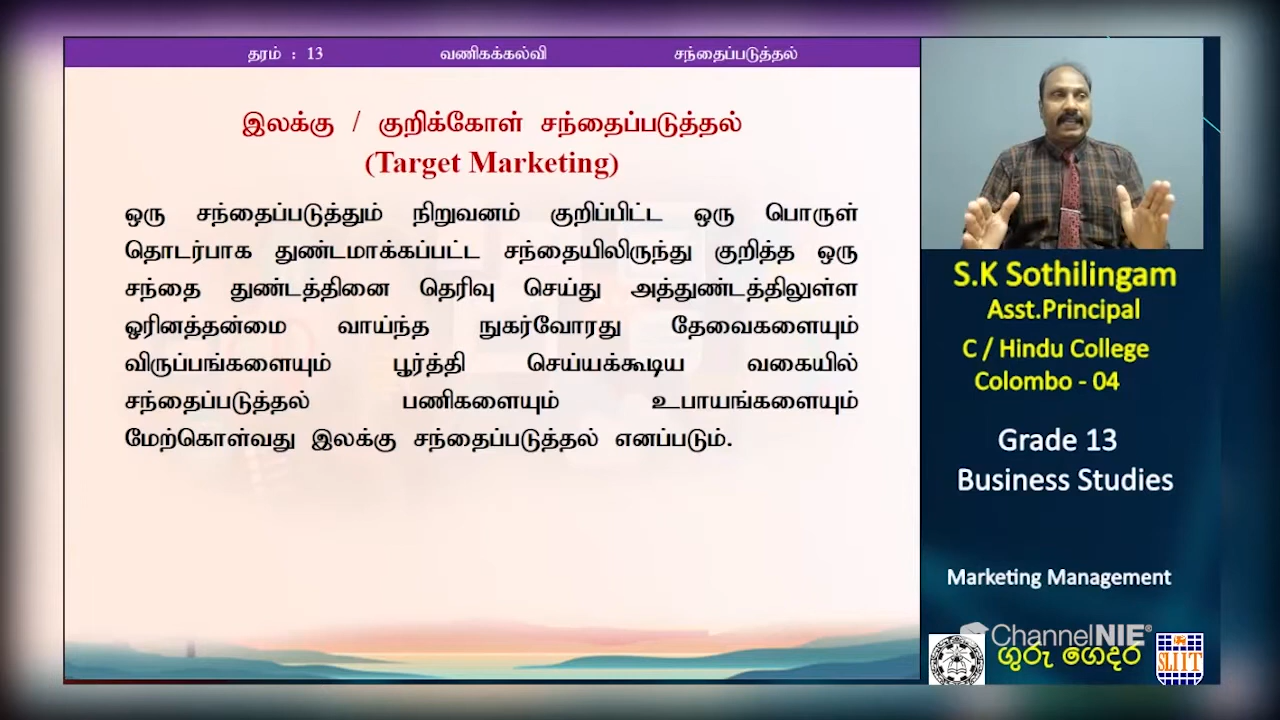 தரம் : 13 வணிகக்கல்வி சந்தைப்படுத்தல்
இலக்கு / குறிக்கோள் சந்தைப்படுத்தல்
(Target Marketing)
ஒரு சந்தைப்படுத்தும் நிறுவனம் குறிப்பிட்ட ஒரு பொருள்
தொடர்பாக துண்டமாக்கப்பட்ட சந்தையிலிருந்து குறித்த ஒரு
சந்தை துண்டத்தினை தெரிவு செய்து அத்துண்டத்திலுள்ள
ஓரினத்தன்மை வாய்ந்த நுகர்வோரது தேவைகளையும்
விருப்பங்களையும் பூர்த்தி செய்யக்கூடிய வகையில்
சந்தைப்படுத்தல் பணிகளையும் உபாயங்களையும்
மேற்கொள்வது இலக்கு சந்தைப்படுத்தல் எனப்படும்.
S.K Sothilingam
Asst.Principal
C / Hindu College
Colombo - 04
Grade 13
Business Studies
Marketing Management
ChannelNIE®
ගුරු ගෙදර
SLIIT